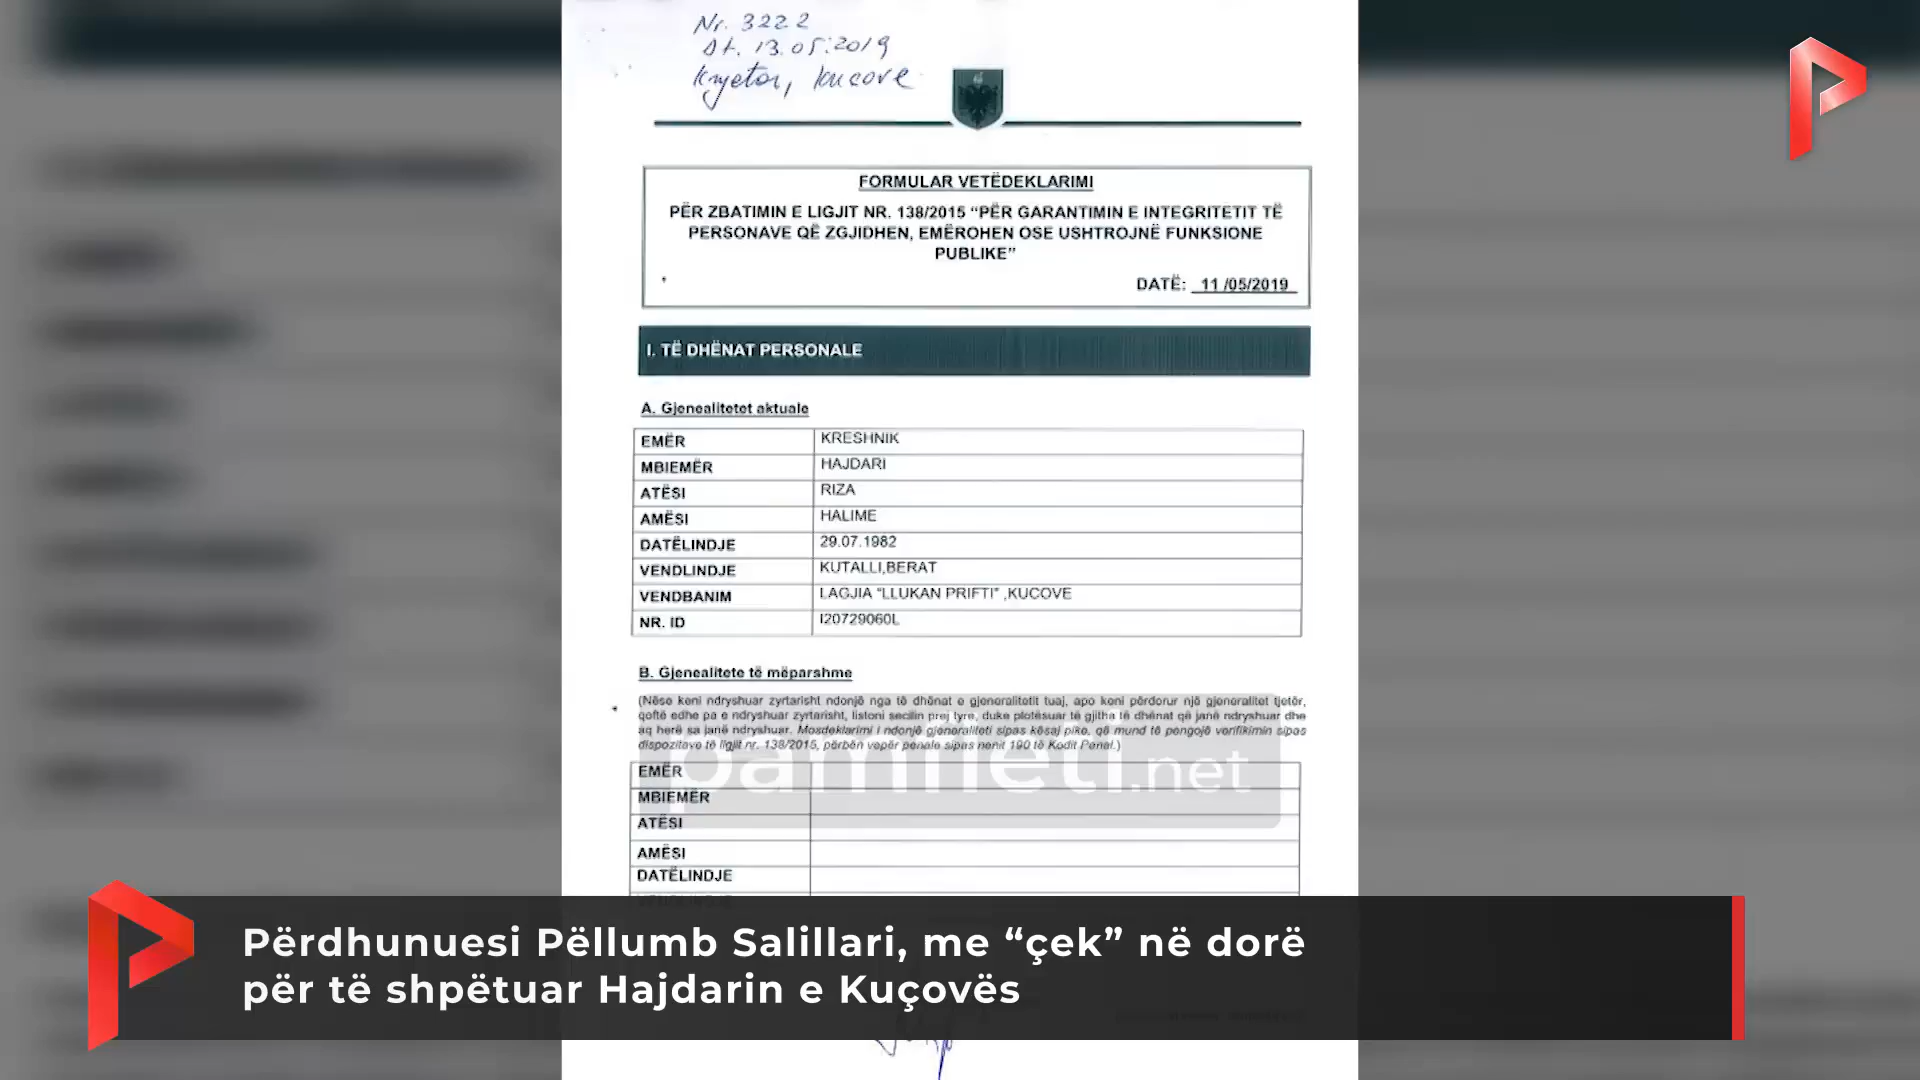 Nr. 3222
Dt. 13.05.2019
Kryetar, Kucove
FORMULAR VETËDEKLARIMI
PËR ZBATIMIN E LIGJIT NR. 138/2015 “PËR GARANTIMIN E INTEGRITETIT TË
PERSONAVE QË ZGJIDHEN, EMËROHEN OSE USHTROJNË FUNKSIONE
PUBLIKE”
DATË: 11 /05/2019
I. TË DHËNAT PERSONALE
A. Gjenealitetet aktuale
EMËR KRESHNIK
MBIEMËR HAJDARI
ATËSI RIZA
AMËSI HALIME
DATËLINDJE 29.07.1982
VENDLINDJE KUTALLI,BERAT
VENDBANIM LAGJIA “LLUKAN PRIFTI” ,KUCOVE
NR. ID I20729060L
B. Gjenealitete të mëparshme
(Nëse keni ndryshuar zyrtarisht ndonjë nga të dhënat e gjeneralitetit tuaj, apo keni përdorur një gjeneralitet tjetër,
qoftë edhe pa e ndryshuar zyrtarisht, listoni secilin prej tyre, duke plotësuar të gjitha të dhënat që janë ndryshuar dhe
aq herë sa janë ndryshuar. Mosdeklarimi i ndonjë gjeneraliteti sipas kësaj pike, që mund të pengojë verifikimin sipas
dispozitave të ligjit nr. 138/2015, përbën vepër penale sipas nenit 190 të Kodit Penal.)
pamfleti.net
EMËR
MBIEMËR
ATËSI
AMËSI
DATËLINDJE
Përdhunuesi Pëllumb Salillari, me “çek” në dorë
për të shpëtuar Hajdarin e Kuçovës